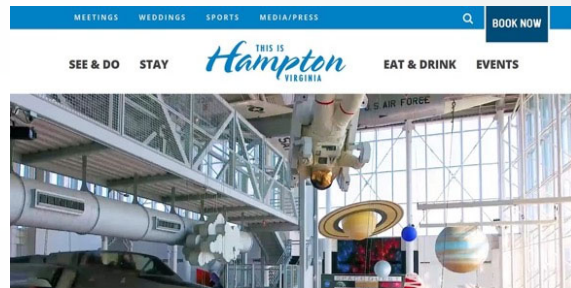 MEETINGS WEDDINGS SPORTS MEDIA/PRESS BOOK NOW
SEE & DO STAY
THIS IS
Hampton
VIRGINIA
EAT & DRINK EVENTS
U.S. AIR FORCE